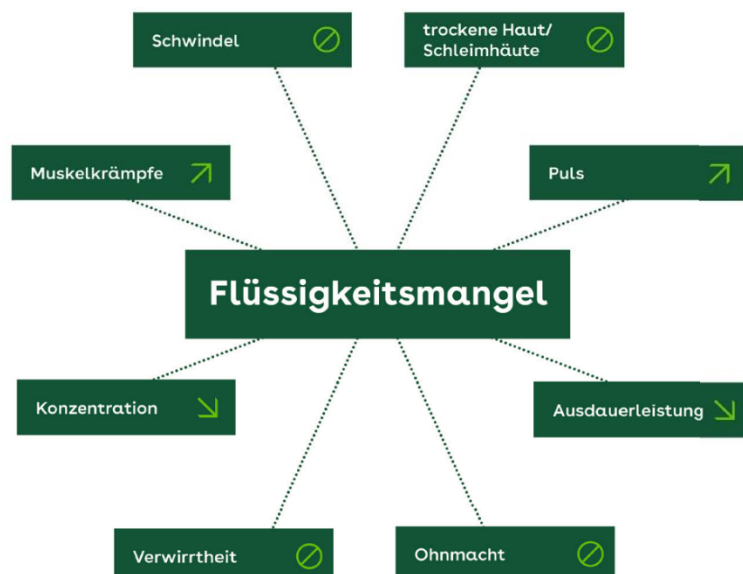 Schwindel
trockene Haut/
Schleimhäute
Muskelkrämpfe
Puls
Flüssigkeitsmangel
Konzentration
Ausdauerleistung
Verwirrtheit
Ohnmacht